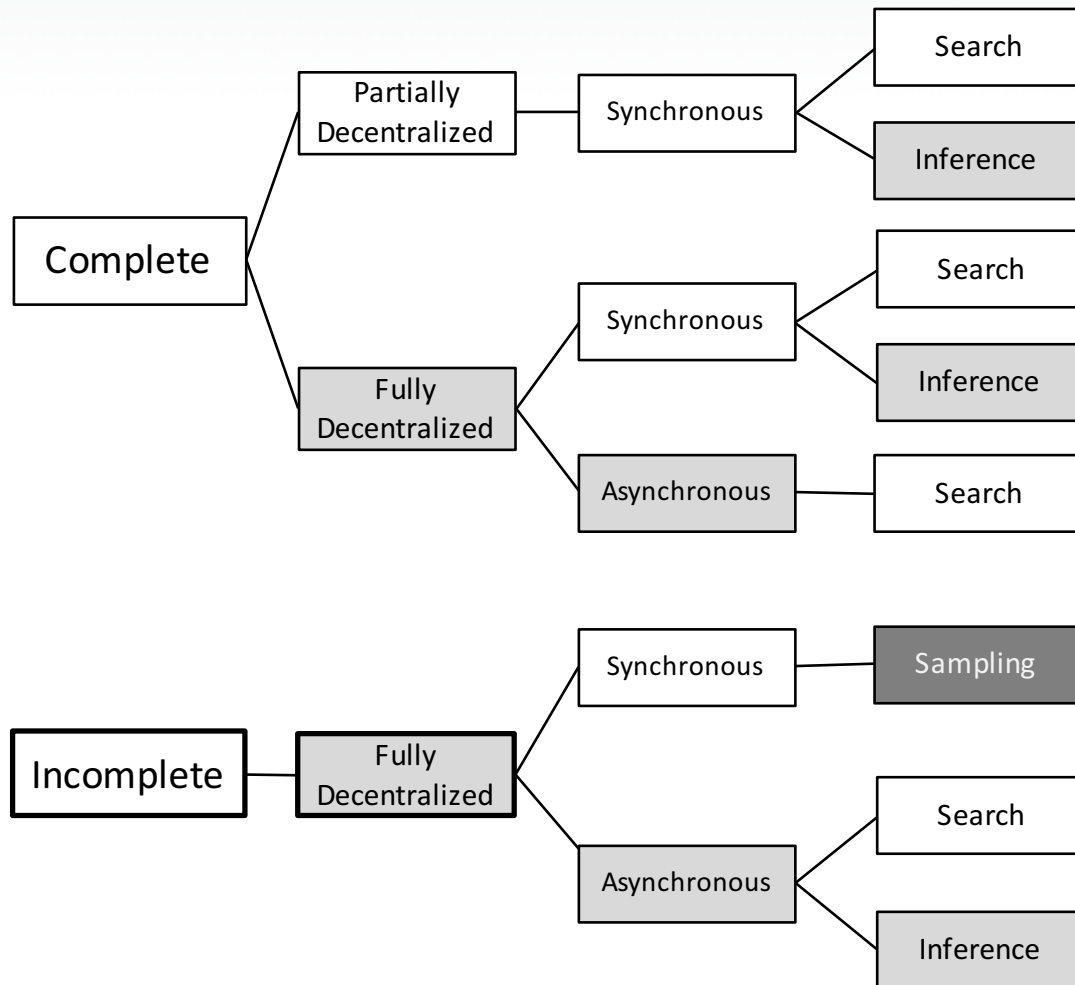 Search
Partially
Decentralized
Synchronous
Inference
Complete
Search
Synchronous
Inference
Fully
Decentralized
Asynchronous
Search
Synchronous
Sampling
Incomplete
Fully
Decentralized
Search
Asynchronous
Inference